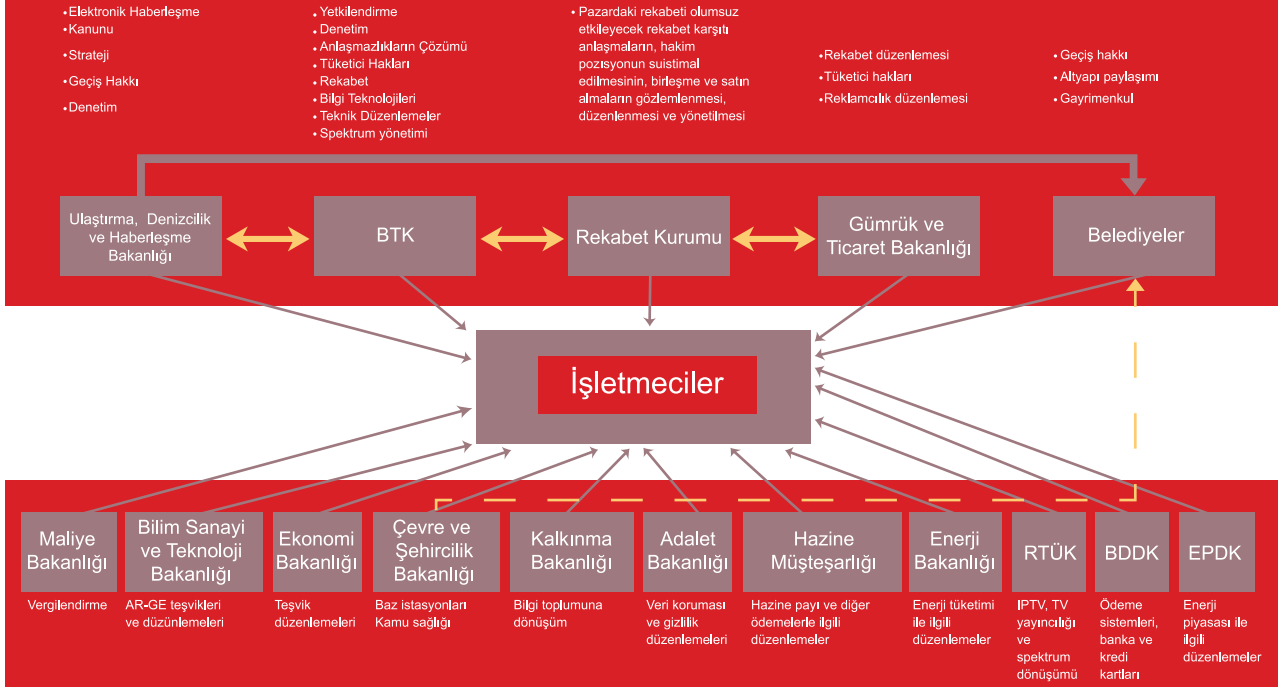 • Elektronik Haberleşme
• Kanunu
• Strateji
• Geçiş Hakkı
• Denetim
• Yetkilendirme
• Denetim
• Anlaşmazlıkların Çözümü
• Tüketici Hakları
• Rekabet
• Bilgi Teknolojileri
• Teknik Düzenlemeler
• Spektrum yönetimi
• Pazardaki rekabeti olumsuz
etkileyecek rekabet karşıtı
anlaşmaların, hakim
pozisyonun suistimal
edilmesinin, birleşme ve satın
almaların gözlemlenmesi,
düzenlenmesi ve yönetilmesi
• Rekabet düzenlemesi
• Tüketici hakları
• Reklamcılık düzenlemesi
• Geçiş hakkı
• Altyapı paylaşımı
• Gayrimenkul
Ulaştırma, Denizcilik
ve Haberleşme
Bakanlığı
BTK
Rekabet Kurumu
Gümrük ve
Ticaret Bakanlığı
Belediyeler
İşletmeciler
Maliye
Bakanlığı
Vergilendirme
Bilim Sanayi
ve Teknoloji
Bakanlığı
AR-GE teşvikleri
ve düzünlemeleri
Ekonomi
Bakanlığı
Teşvik
düzenlemeleri
Çevre ve
Şehircilik
Bakanlığı
Baz istasyonları
Kamu sağlığı
Kalkınma
Bakanlığı
Bilgi toplumuna
dönüşüm
Adalet
Bakanlığı
Veri koruması
ve gizlilik
düzenlemeleri
Hazine
Müşteşarlığı
Hazine payı ve diğer
ödemelerle ilgili
düzenlemeler
Enerji
Bakanlığı
Enerji tüketimi
ile ilgili
düzenlemeler
RTÜK
IPTV, TV
yayıncılığı
ve
spektrum
dönüşümü
BDDK
Ödeme
sistemleri,
banka ve
kredi
kartları
EPDK
Enerji
piyasası ile
ilgili
düzenlemeler